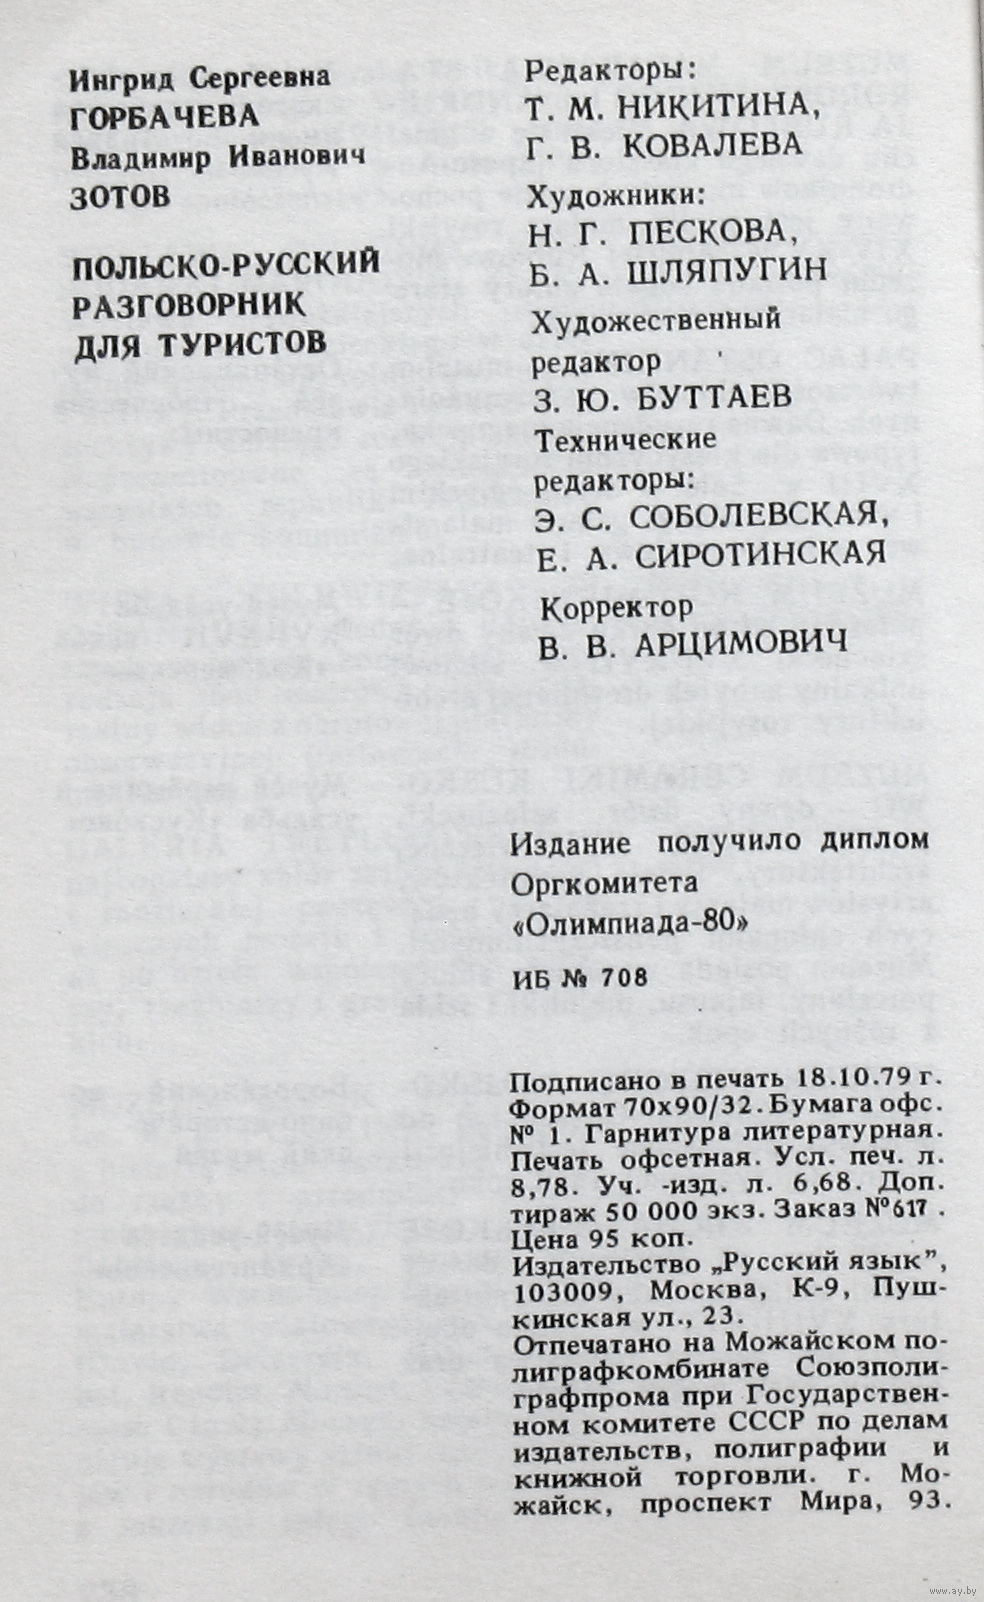 Ингрид Сергеевна
ГОРБАЧЕВА
Владимир Иванович
ЗОТОВ
ПОЛЬСКО-РУССКИЙ
РАЗГОВОРНИК
ДЛЯ ТУРИСТОВ
Редакторы:
Т. М. НИКИТИНА,
Г. В. КОВАЛЕВА
Художники:
Н. Г. ПЕСКОВА,
Б. А. ШЛЯПУГИН
Художественный
редактор
З. Ю. БУТТАЕВ
Технические
редакторы:
Э. С. СОБОЛЕВСКАЯ,
Е. А. СИРОТИНСКАЯ
Корректор
В. В. АРЦИМОВИЧ
Издание получило диплом
Оргкомитета
«Олимпиада-80»
ИБ № 708
Подписано в печать 18.10.79 г.
Формат 70х90/32. Бумага офс.
№ 1. Гарнитура литературная.
Печать офсетная. Усл. печ. л.
8,78. Уч. -изд. л. 6,68. Доп.
тираж 50 000 экз. Заказ №617 .
Цена 95 коп.
Издательство „Русский язык”,
103009, Москва, К-9, Пуш-
кинская ул., 23.
Отпечатано на Можайском по-
лиграфкомбинате Союзполи-
графпрома при Государствен-
ном комитете СССР по делам
издательств, полиграфии и
книжной торговли. г. Мо-
жайск, проспект Мира, 93.
www.ay.by